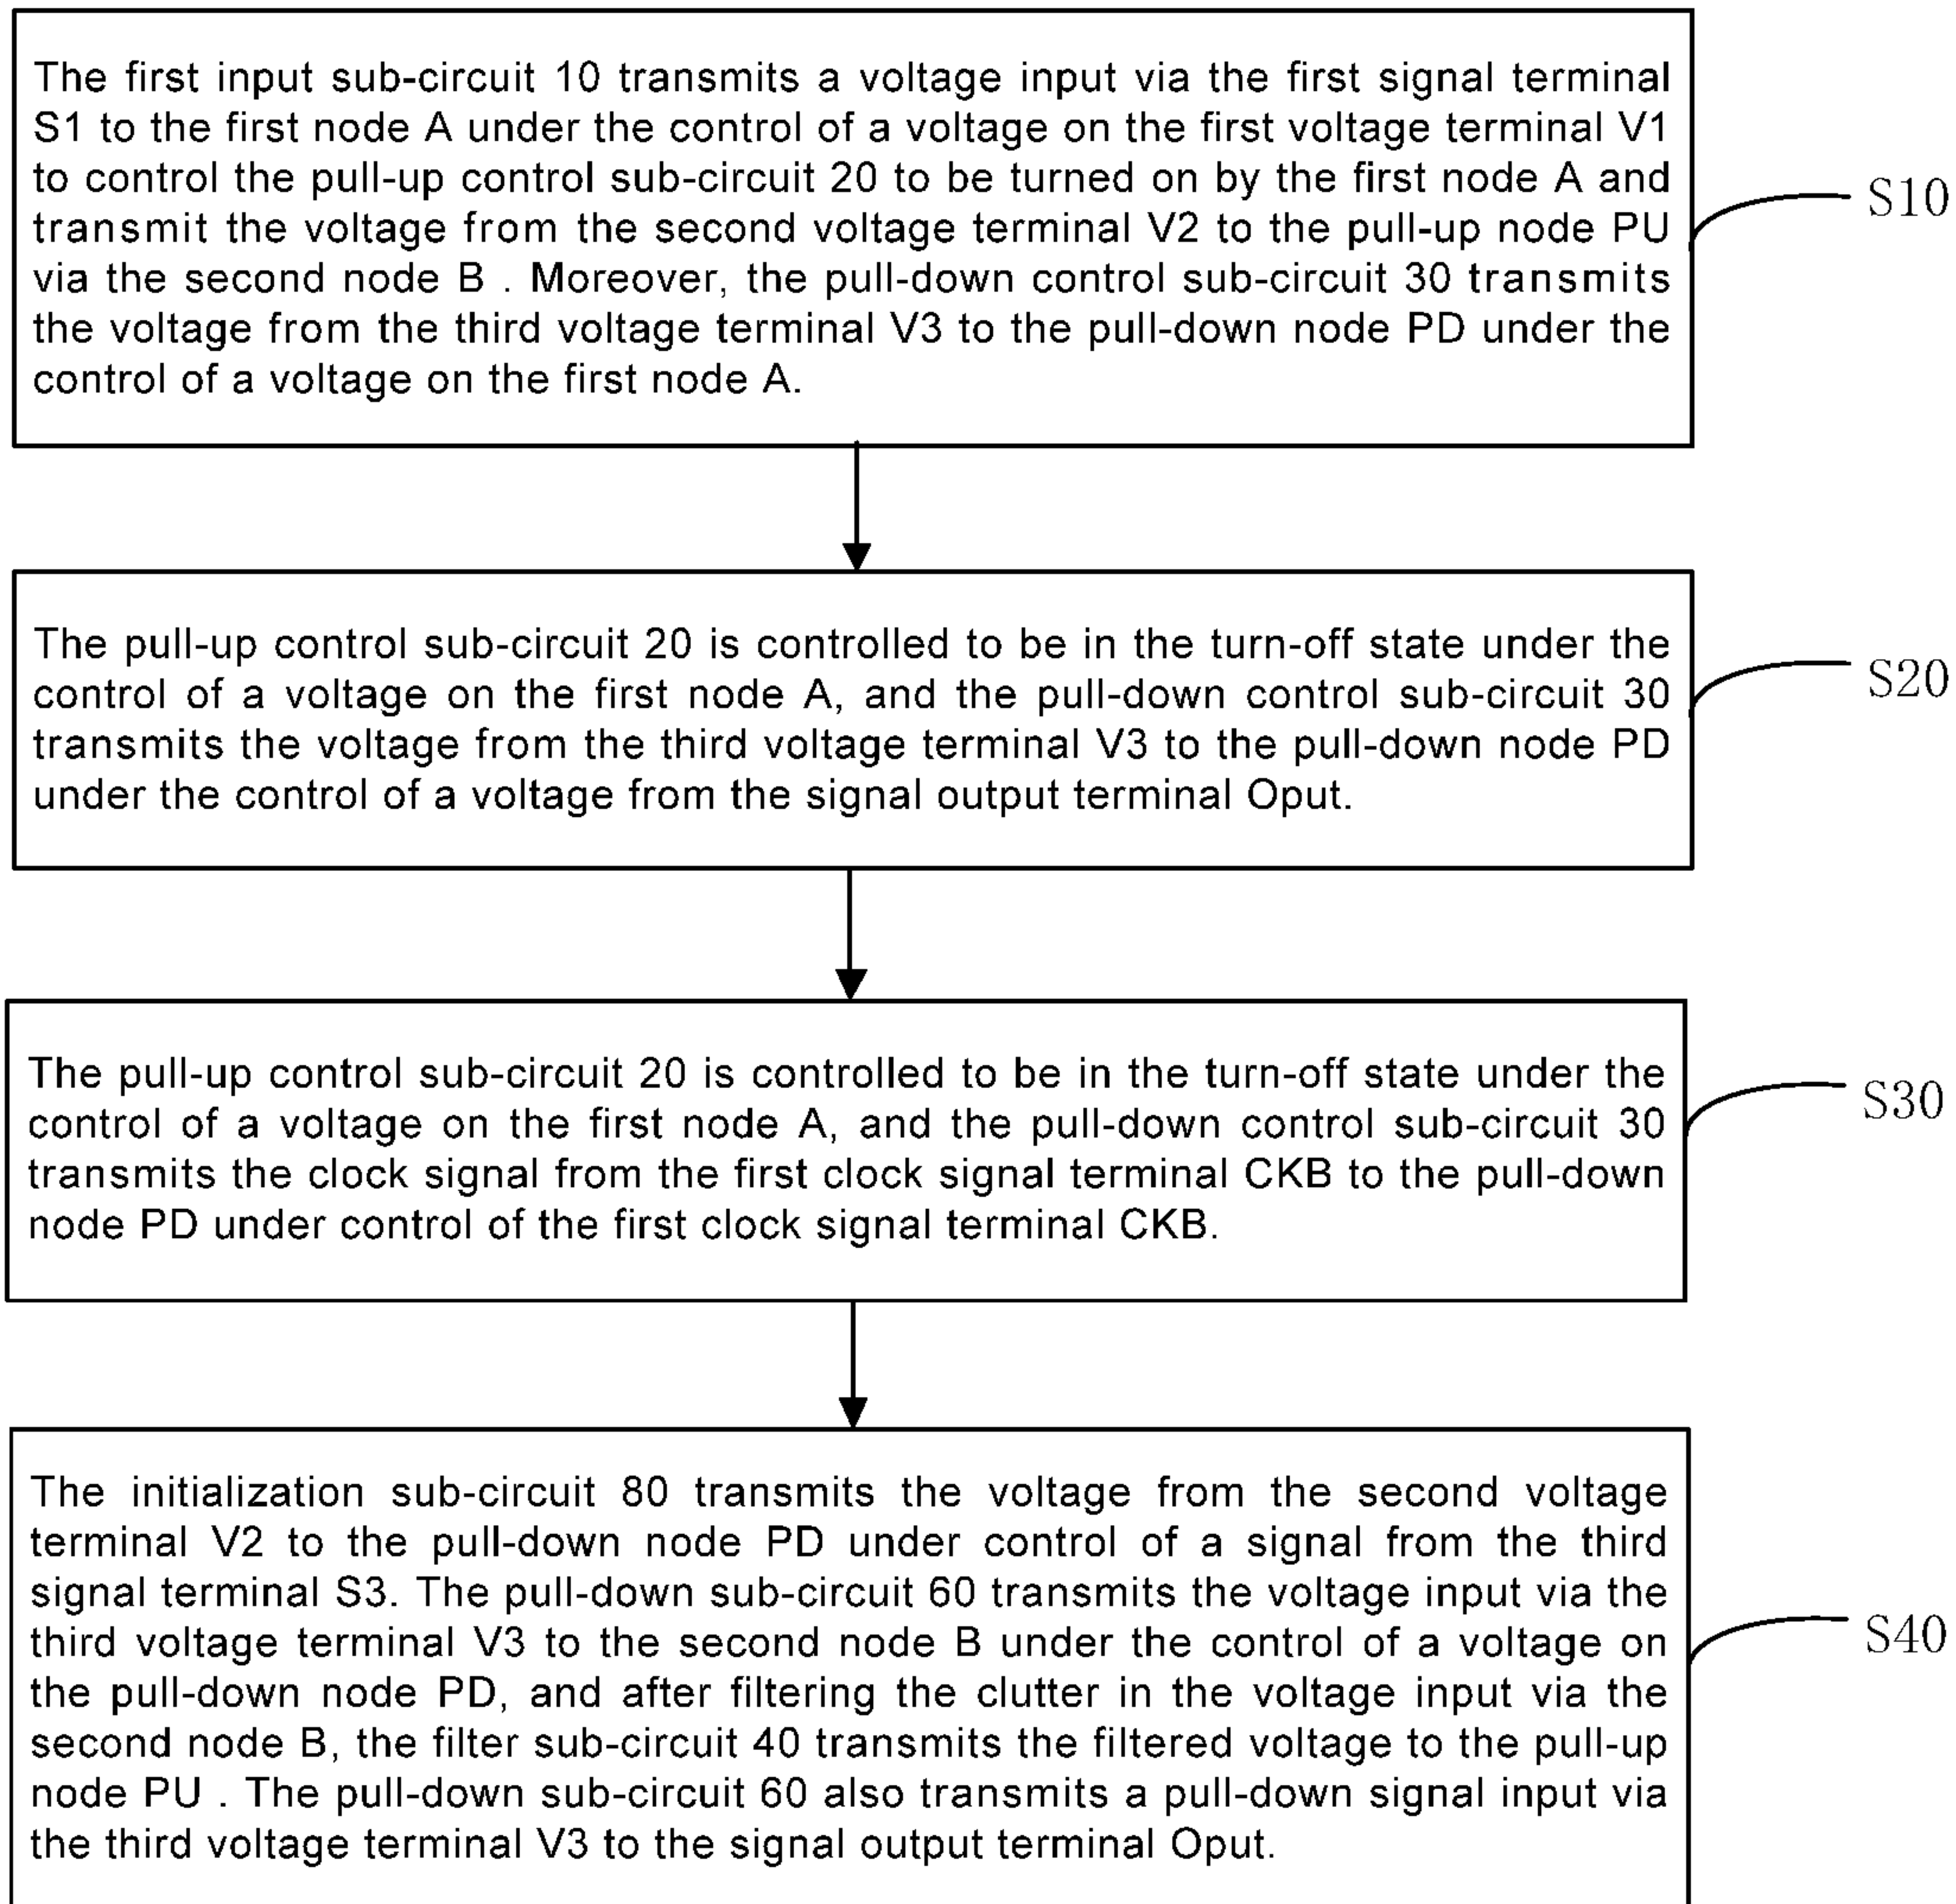 The first input sub-circuit 10 transmits a voltage input via the first signal terminal
S1 to the first node A under the control of a voltage on the first voltage terminal V1
to control the pull-up control sub-circuit 20 to be turned on by the first node A and
transmit the voltage from the second voltage terminal V2 to the pull-up node PU
via the second node B . Moreover, the pull-down control sub-circuit 30 transmits
the voltage from the third voltage terminal V3 to the pull-down node PD under the
control of a voltage on the first node A.
S10
The pull-up control sub-circuit 20 is controlled to be in the turn-off state under the
control of a voltage on the first node A, and the pull-down control sub-circuit 30
transmits the voltage from the third voltage terminal V3 to the pull-down node PD
under the control of a voltage from the signal output terminal Oput.
S20
The pull-up control sub-circuit 20 is controlled to be in the turn-off state under the
control of a voltage on the first node A, and the pull-down control sub-circuit 30
transmits the clock signal from the first clock signal terminal CKB to the pull-down
node PD under control of the first clock signal terminal CKB.
S30
The initialization sub-circuit 80 transmits the voltage from the second voltage
terminal V2 to the pull-down node PD under control of a signal from the third
signal terminal S3. The pull-down sub-circuit 60 transmits the voltage input via the
third voltage terminal V3 to the second node B under the control of a voltage on
the pull-down node PD, and after filtering the clutter in the voltage input via the
second node B, the filter sub-circuit 40 transmits the filtered voltage to the pull-up
node PU . The pull-down sub-circuit 60 also transmits a pull-down signal input via
the third voltage terminal V3 to the signal output terminal Oput.
S40